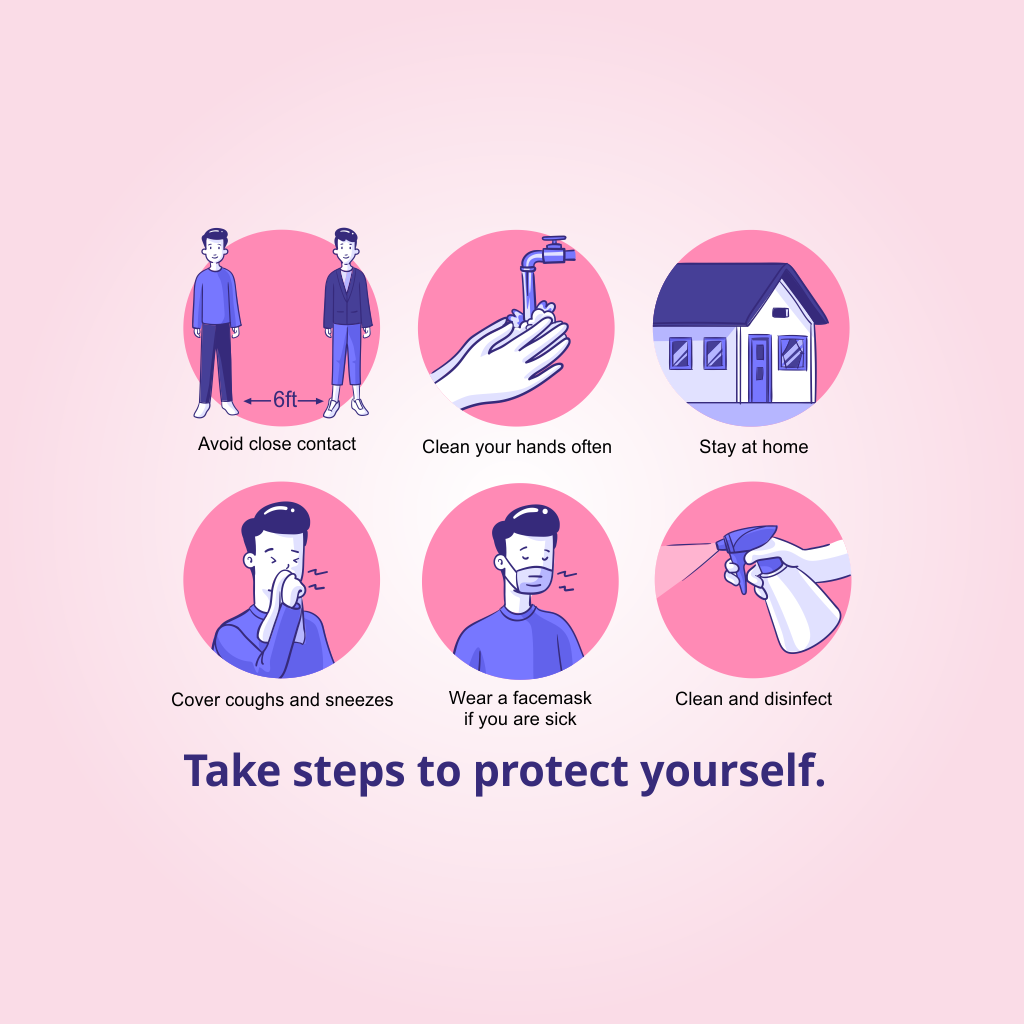 6ft
Avoid close contact
Clean your hands often
Stay at home
Cover coughs and sneezes
Wear a facemask
if you are sick
Clean and disinfect
Take steps to protect yourself.